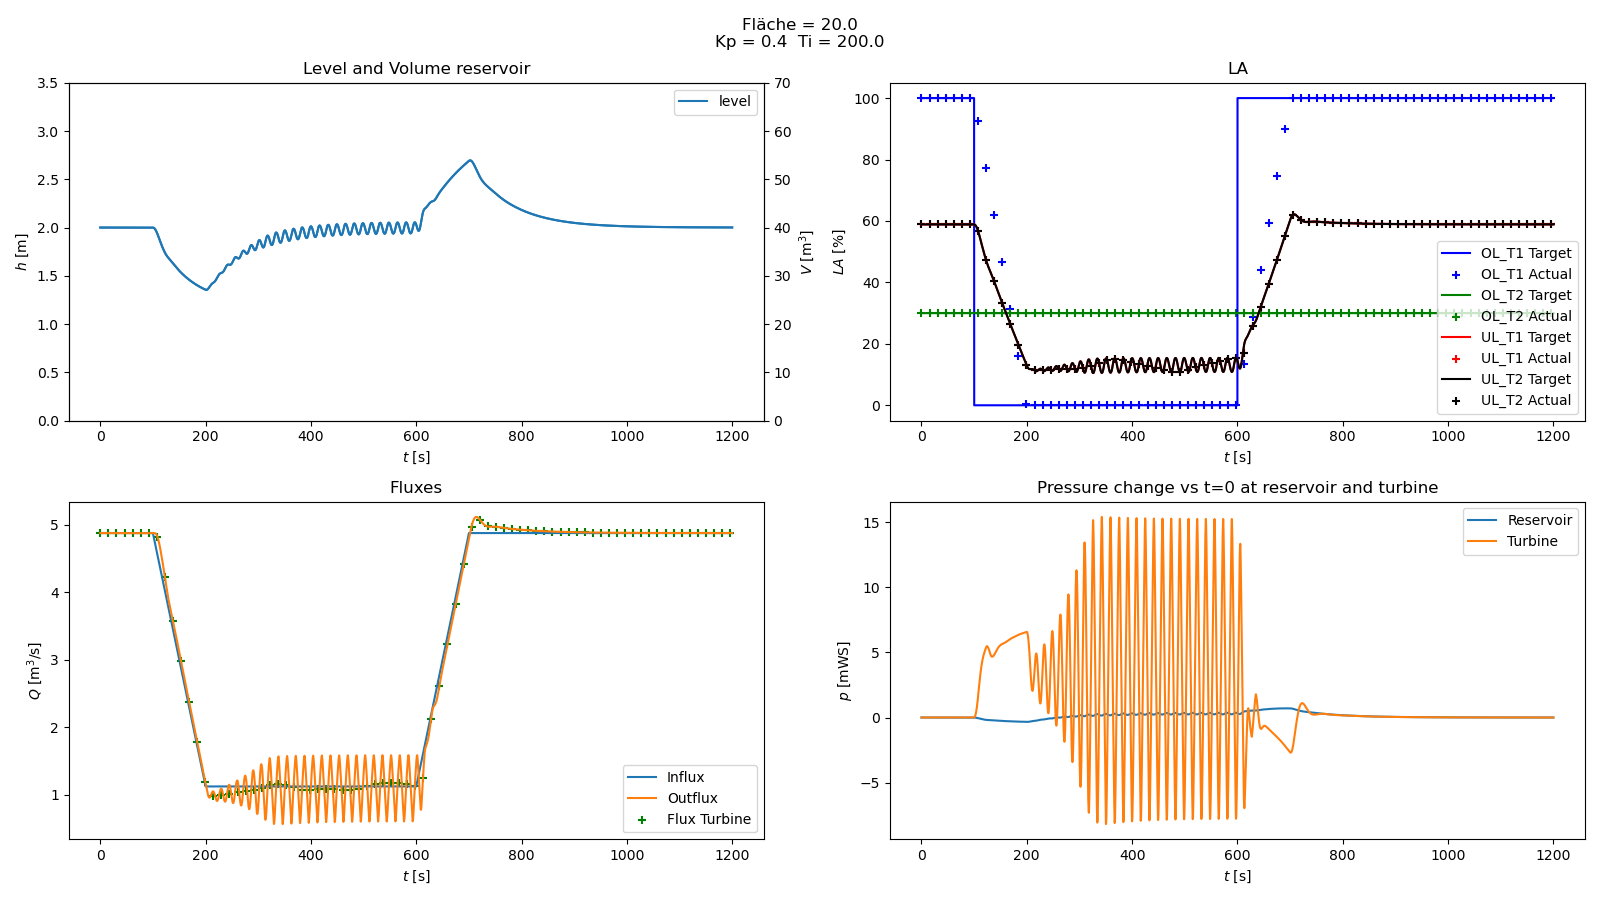 Fläche = 20.0
Kp = 0.4  Ti = 200.0
Level and Volume reservoir
3.5
3.0
2.5
2.0
1.5
1.0
0.5
0.0
h [m]
70
60
50
40
30
20
10
0
V [m³]
level
0 200 400 600 800 1000 1200
t [s]
LA
100
80
60
40
20
0
LA [%]
OL_T1 Target
OL_T1 Actual
OL_T2 Target
OL_T2 Actual
UL_T1 Target
UL_T1 Actual
UL_T2 Target
UL_T2 Actual
0 200 400 600 800 1000 1200
t [s]
Fluxes
5
4
3
2
1
Q [m³/s]
Influx
Outflux
Flux Turbine
0 200 400 600 800 1000 1200
t [s]
Pressure change vs t=0 at reservoir and turbine
15
10
5
0
−5
p [mWS]
Reservoir
Turbine
0 200 400 600 800 1000 1200
t [s]